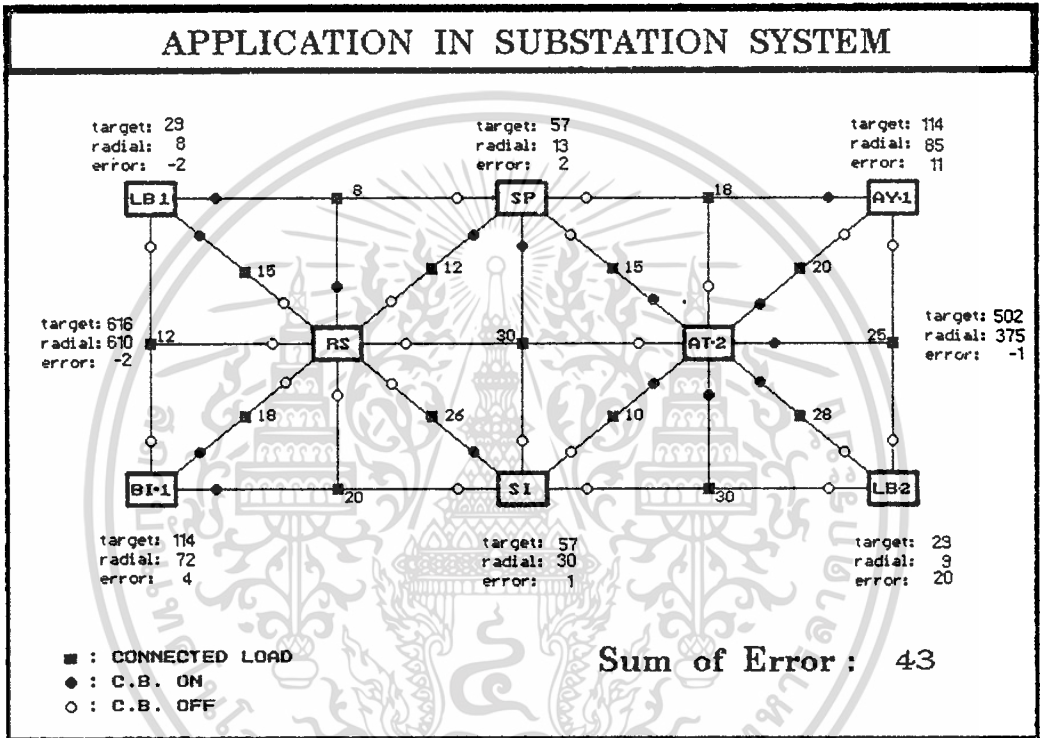 APPLICATION IN SUBSTATION SYSTEM
target: 29
radial: 8
error: -2
target: 57
radial: 13
error: 2
target: 114
radial: 85
error: 11
LB1
8
SP
18
AY-1
15
12
15
20
target: 616
radial: 610
error: -2
12
RS
30
AT-2
25
target: 502
radial: 375
error: -1
18
26
10
28
BI-1
20
SI
30
LB2
target: 114
radial: 72
error: 4
target: 57
radial: 30
error: 1
target: 29
radial: 9
error: 20
■ : CONNECTED LOAD
● : C.B. ON
○ : C.B. OFF
Sum of Error : 43